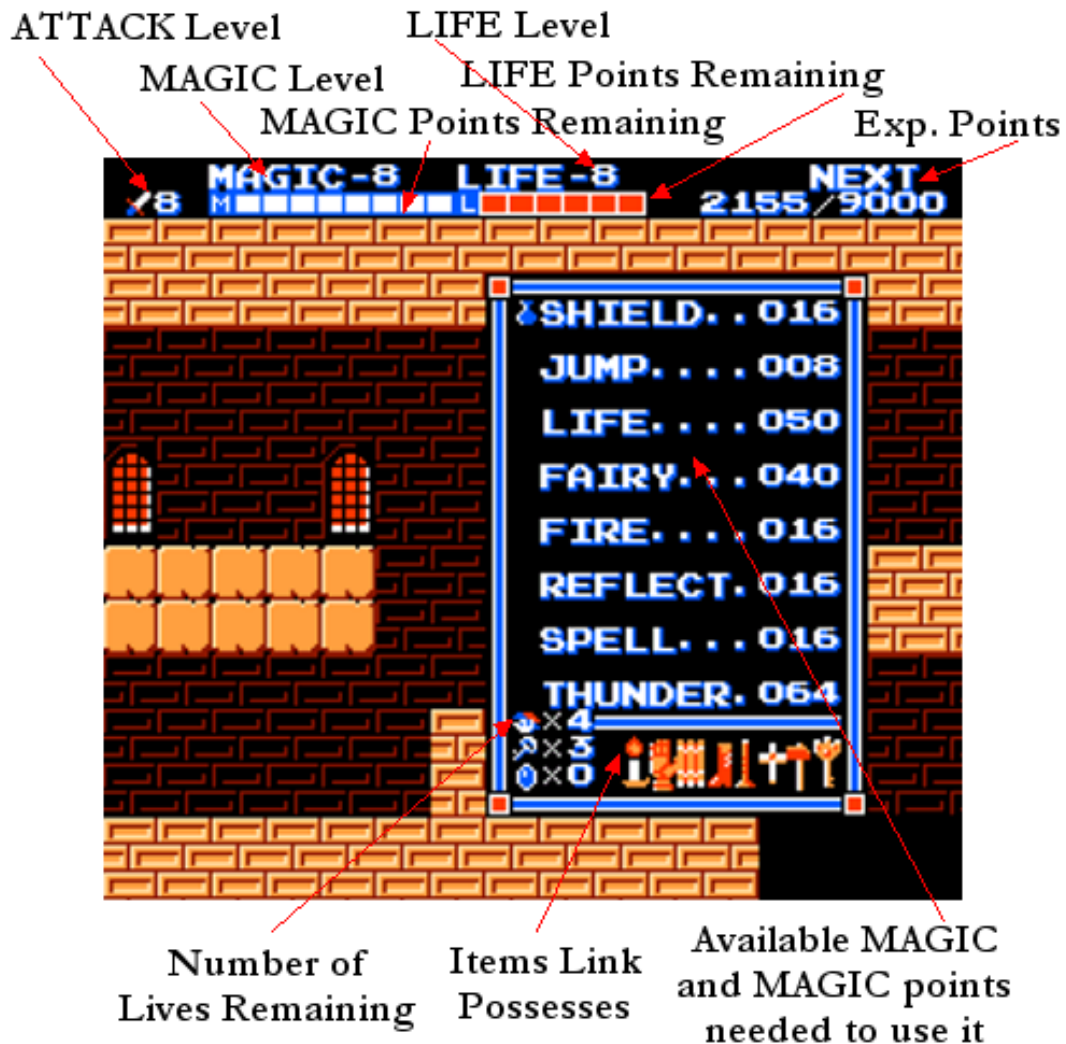 ATTACK Level
LIFE Level
MAGIC Level
LIFE Points Remaining
MAGIC Points Remaining
Exp. Points
MAGIC-8 LIFE-8 NEXT
8 M L 2155/9000
SHIELD..016
JUMP....008
LIFE....050
FAIRY...040
FIRE....016
REFLECT.016
SPELL...016
THUNDER.064
×4
×3
×0
Number of
Lives Remaining
Items Link
Possesses
Available MAGIC
and MAGIC points
needed to use it